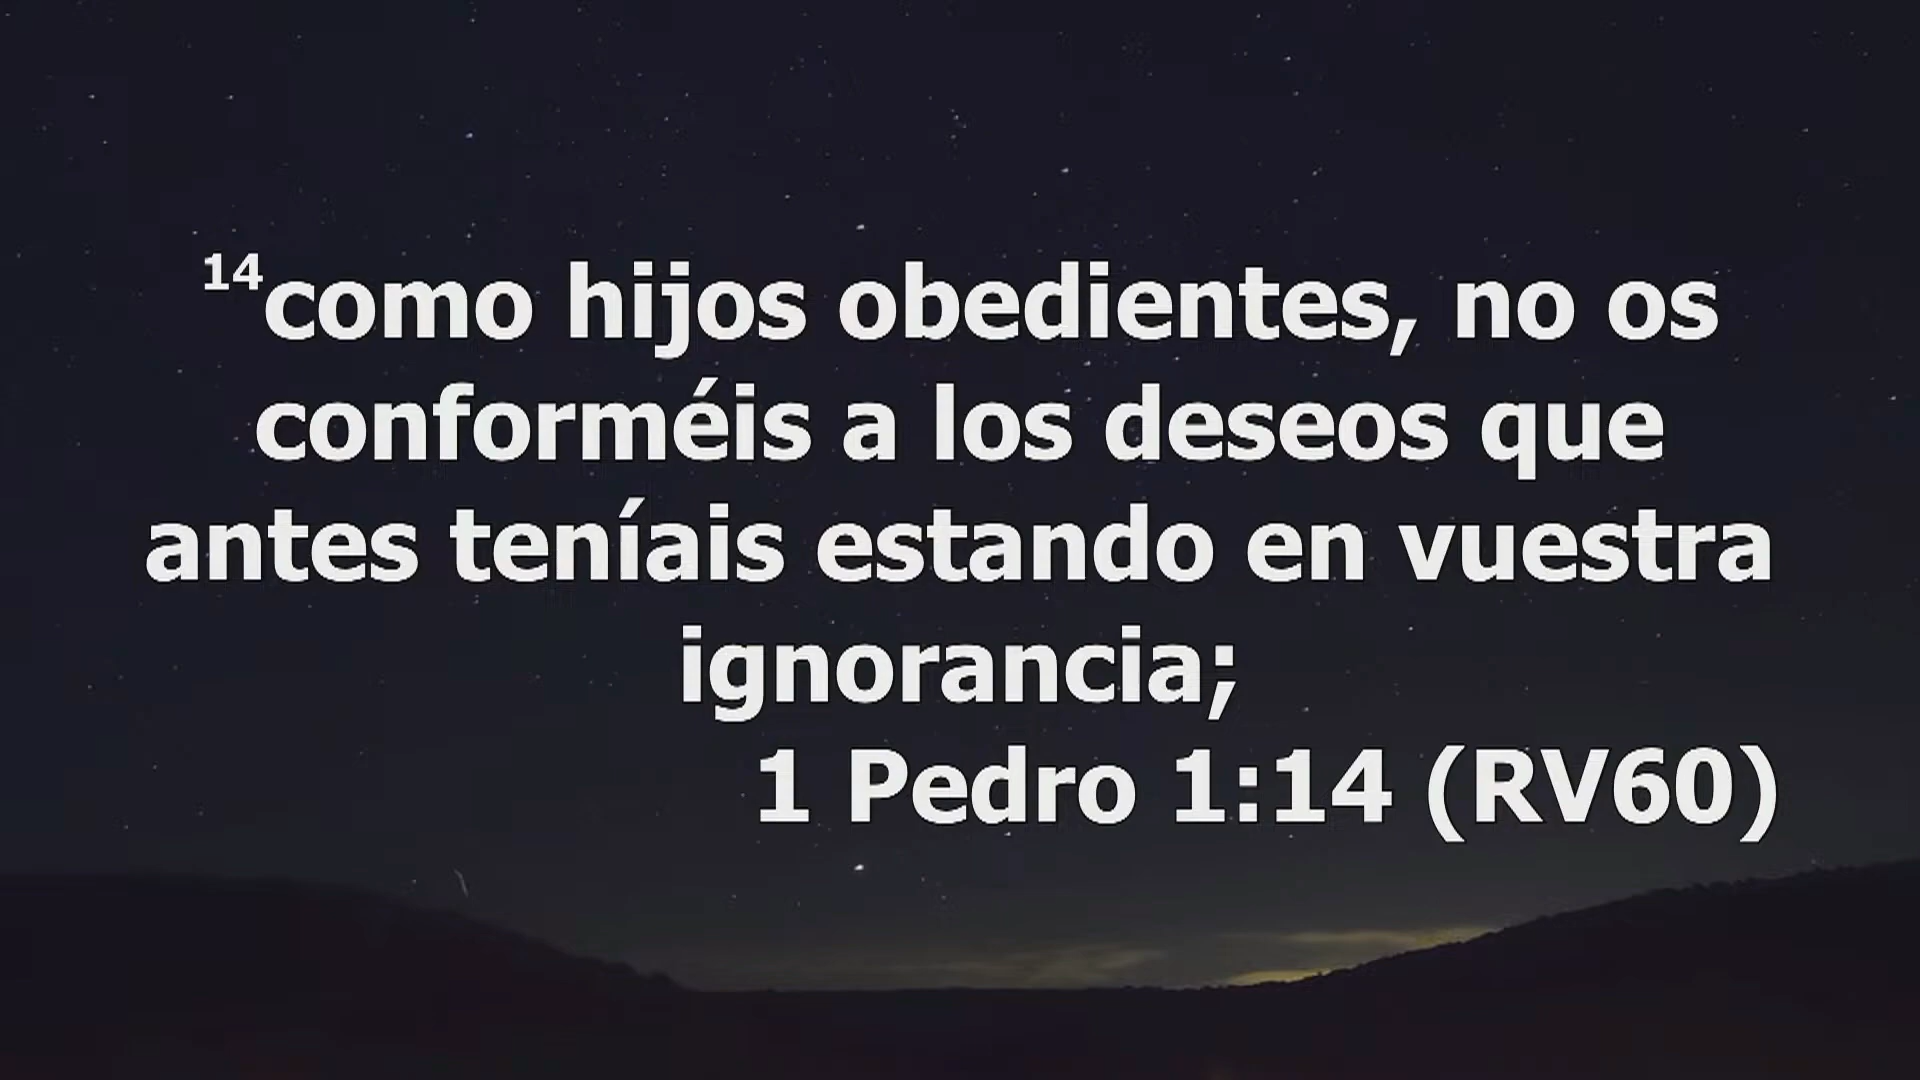 14como hijos obedientes, no os
conforméis a los deseos que
antes teníais estando en vuestra
ignorancia;
1 Pedro 1:14 (RV60)